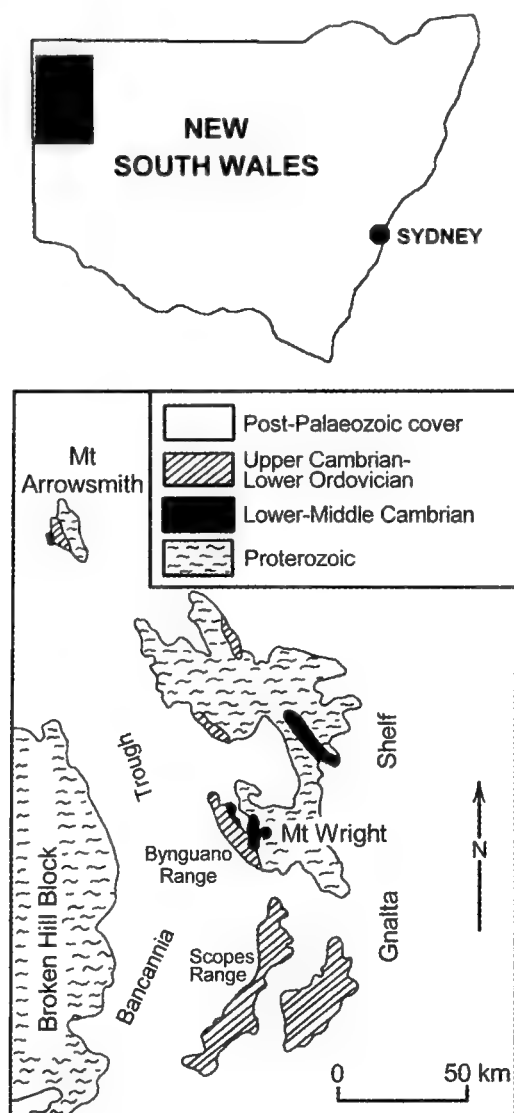 NEW
SOUTH WALES
SYDNEY
Mt
Arrowsmith
Post-Palaeozoic cover
Upper Cambrian-
Lower Ordovician
Lower-Middle Cambrian
Proterozoic
Shelf
Trough
Mt Wright
Bynguano
Range
N
Gnalta
Broken Hill Block
Scopes
Range
Bancannia
0 50 km